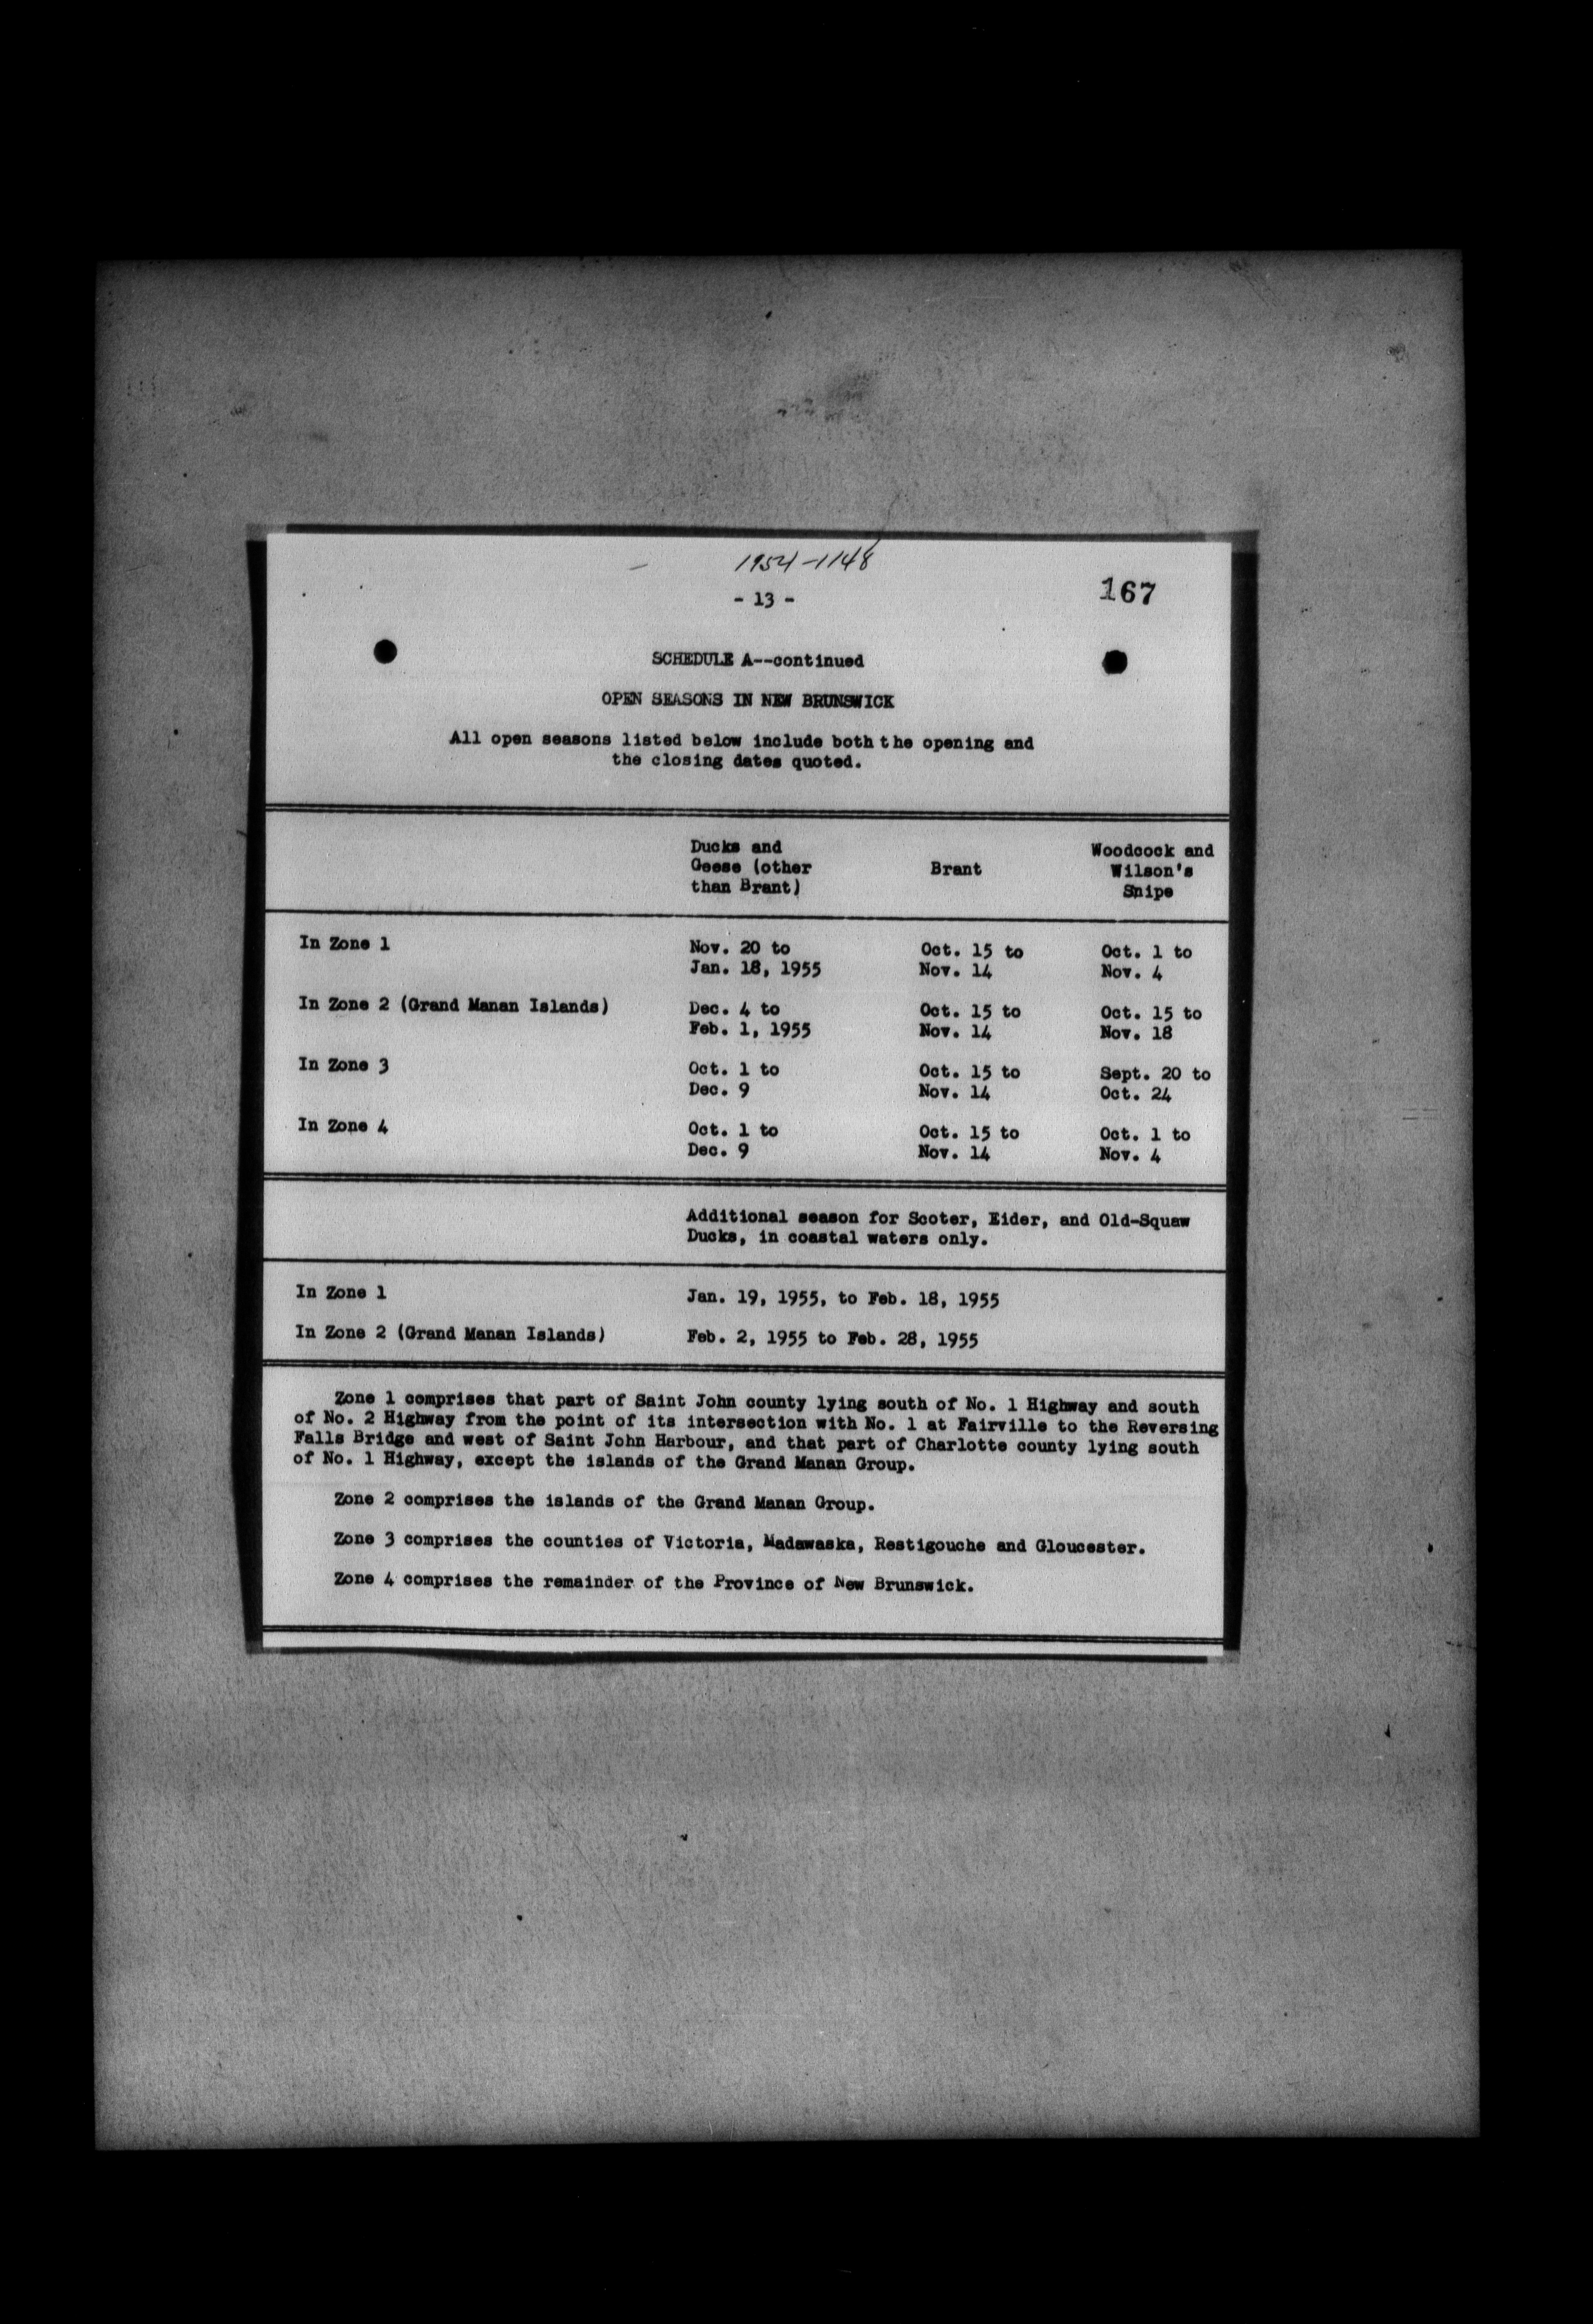 1954-1148
- 13 -
167
SCHEDULE A--continued
OPEN SEASONS IN NEW BRUNSWICK
All open seasons listed below include both the opening and
the closing dates quoted.
Ducks and
Geese (other
than Brant)
Brant
Woodcock and
Wilson's
Snipe
In Zone 1
Nov. 20 to
Jan. 18, 1955
Oct. 15 to
Nov. 14
Oct. 1 to
Nov. 4
In Zone 2 (Grand Manan Islands)
Dec. 4 to
Feb. 1, 1955
Oct. 15 to
Nov. 14
Oct. 15 to
Nov. 18
In Zone 3
Oct. 1 to
Dec. 9
Oct. 15 to
Nov. 14
Sept. 20 to
Oct. 24
In Zone 4
Oct. 1 to
Dec. 9
Oct. 15 to
Nov. 14
Oct. 1 to
Nov. 4
Additional season for Scoter, Eider, and Old-Squaw
Ducks, in coastal waters only.
In Zone 1
Jan. 19, 1955, to Feb. 18, 1955
In Zone 2 (Grand Manan Islands)
Feb. 2, 1955 to Feb. 28, 1955
Zone 1 comprises that part of Saint John county lying south of No. 1 Highway and south
of No. 2 Highway from the point of its intersection with No. 1 at Fairville to the Reversing
Falls Bridge and west of Saint John Harbour, and that part of Charlotte county lying south
of No. 1 Highway, except the islands of the Grand Manan Group.
Zone 2 comprises the islands of the Grand Manan Group.
Zone 3 comprises the counties of Victoria, Madawaska, Restigouche and Gloucester.
Zone 4 comprises the remainder of the Province of New Brunswick.